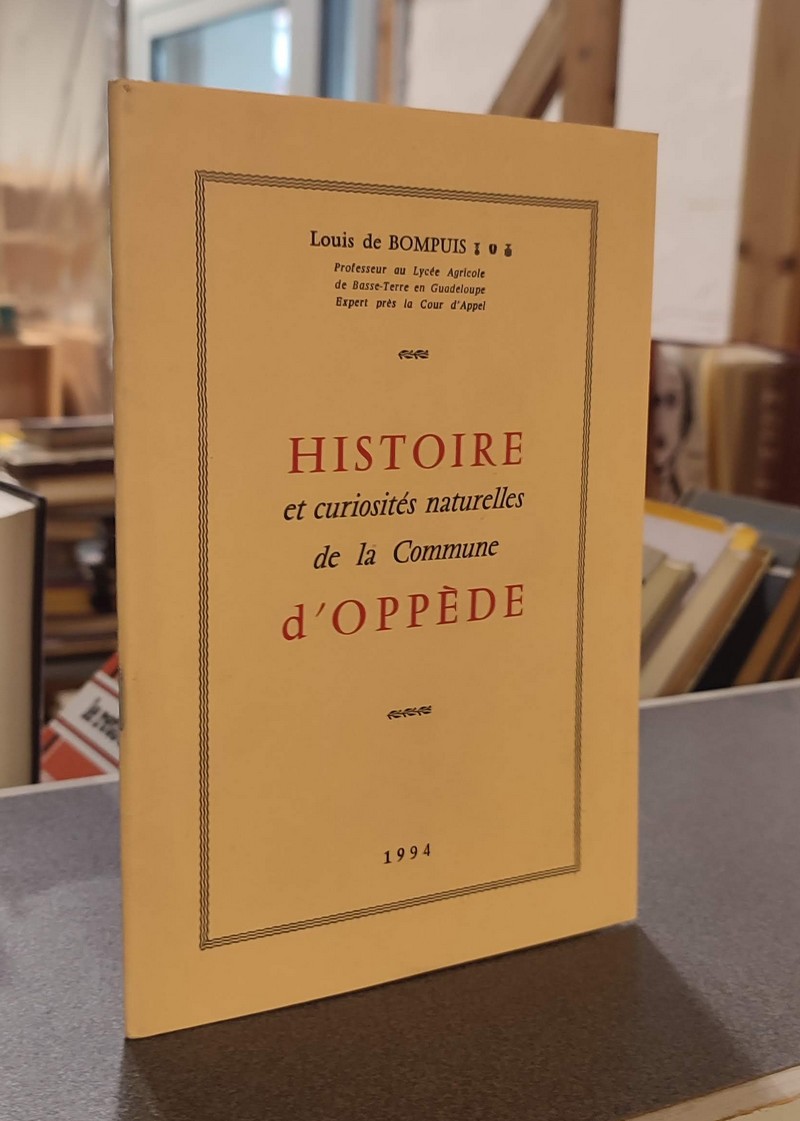 Louis de BOMPUIS
Professeur au Lycée Agricole
de Basse-Terre en Guadeloupe
Expert près la Cour d'Appel
HISTOIRE
et curiosités naturelles
de la Commune
d'OPPÈDE
1994